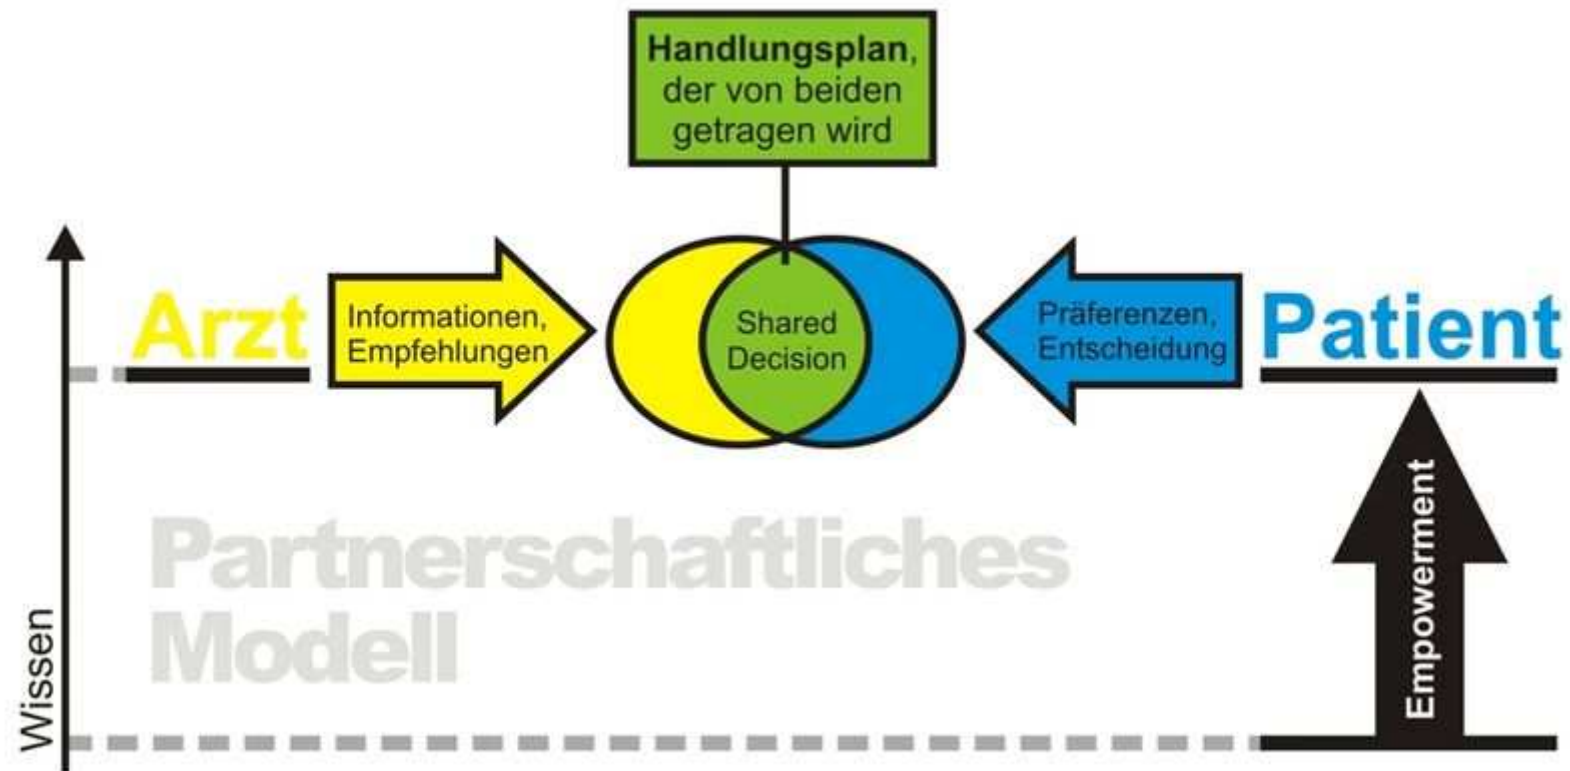 Handlungsplan,
der von beiden
getragen wird
Arzt
Informationen,
Empfehlungen
Shared
Decision
Präferenzen,
Entscheidung
Patient
Partnerschaftliches
Modell
Wissen
Empowerment